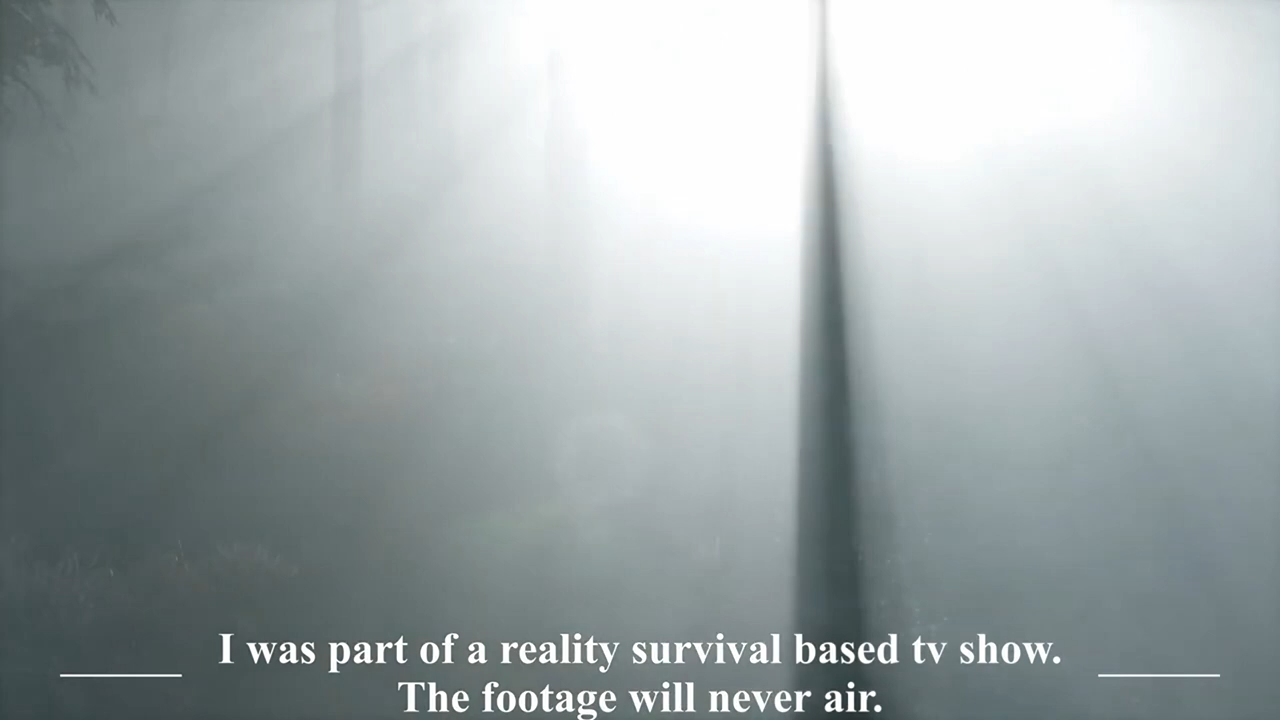 I was part of a reality survival based tv show.
The footage will never air.